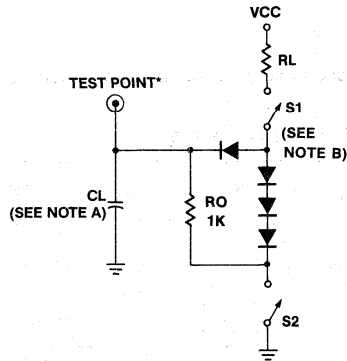 VCC
RL
TEST POINT*
S1
(SEE
NOTE B)
CL
(SEE NOTE A)
RO
1K
S2